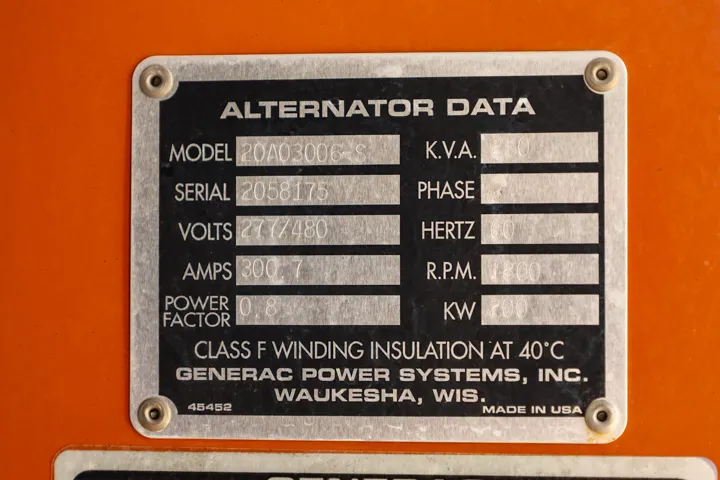 ALTERNATOR DATA
MODEL 20A03006-S K.V.A.
SERIAL 2058175 PHASE
VOLTS 277/480 HERTZ 60
AMPS 300.7 R.P.M. 1800
POWER FACTOR 0.8 KW 200
CLASS F WINDING INSULATION AT 40°C
GENERAC POWER SYSTEMS, INC.
WAUKESHA, WIS.
45452 MADE IN USA